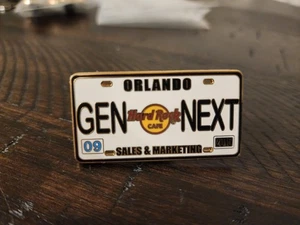 ORLANDO
GEN Hard Rock NEXT
CAFE
09
SALES & MARKETING